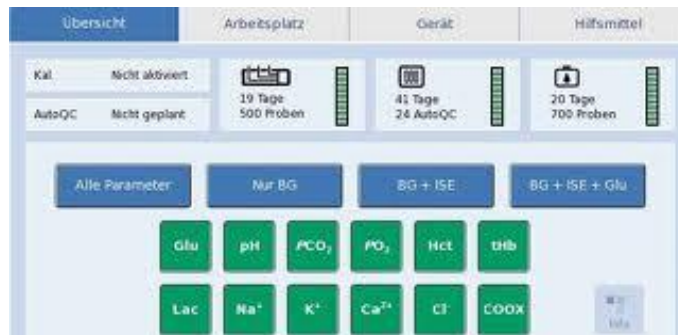 Übersicht Arbeitsplatz Gerät Hilfsmittel
Kal Nicht aktiviert
AutoQC Nicht geplant
19 Tage
500 Proben
41 Tage
24 AutoQC
20 Tage
700 Proben
Alle Parameter Nur BG BG + ISE BG + ISE + Glu
Glu pH PCO₂ PO₂ Hct tHb
Lac Na⁺ K⁺ Ca²⁺ Cl⁻ COOX
Info